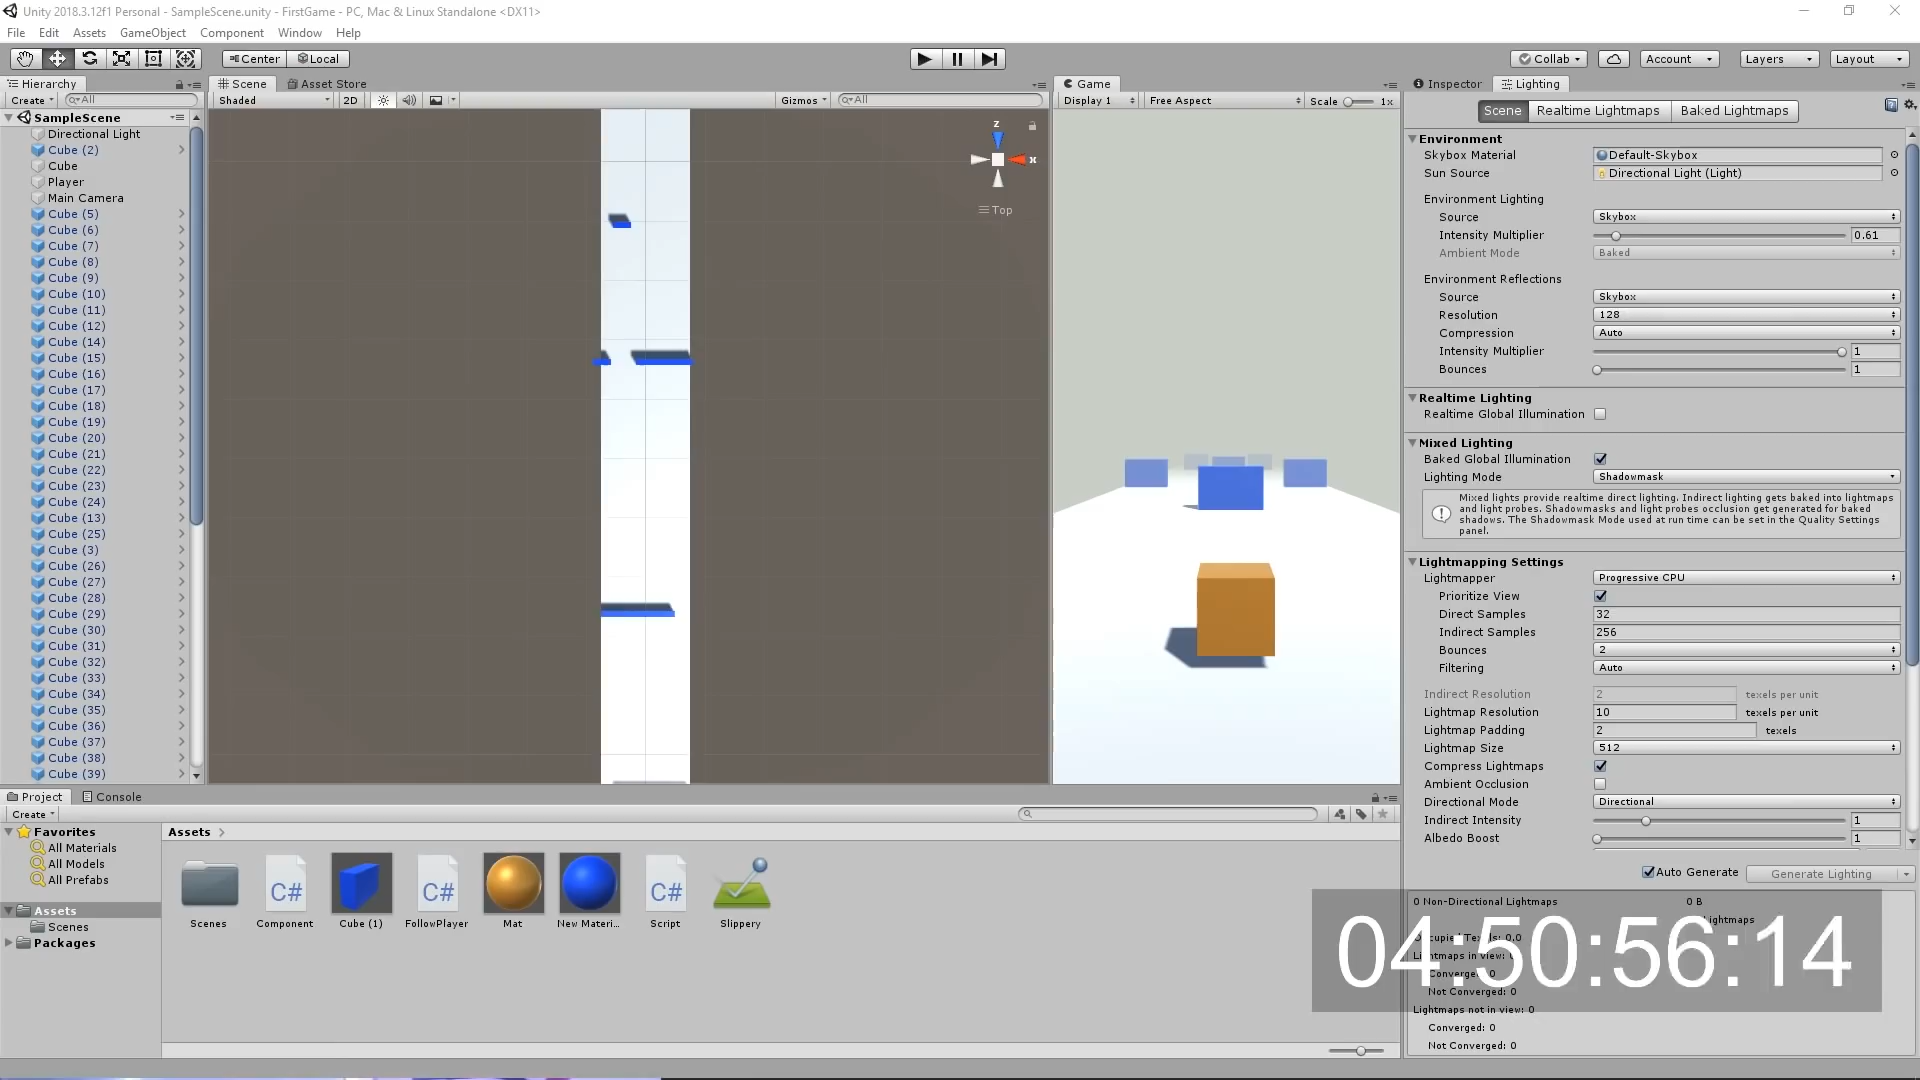 Unity 2018.3.12f1 Personal - SampleScene.unity - FirstGame - PC, Mac & Linux Standalone <DX11>
File Edit Assets GameObject Component Window Help
Center Local Collab Account Layers Layout
Hierarchy
Create All
SampleScene
Directional Light
Cube (2)
Cube
Player
Main Camera
Cube (5)
Cube (6)
Cube (7)
Cube (8)
Cube (9)
Cube (10)
Cube (11)
Cube (12)
Cube (14)
Cube (15)
Cube (16)
Cube (17)
Cube (18)
Cube (19)
Cube (20)
Cube (21)
Cube (22)
Cube (23)
Cube (24)
Cube (13)
Cube (25)
Cube (3)
Cube (26)
Cube (27)
Cube (28)
Cube (29)
Cube (30)
Cube (31)
Cube (32)
Cube (33)
Cube (34)
Cube (35)
Cube (36)
Cube (37)
Cube (38)
Cube (39)
Scene Asset Store
Shaded 2D Gizmos All
z
x
Top
Game
Display 1 Free Aspect Scale 1x
Inspector Lighting
Scene Realtime Lightmaps Baked Lightmaps
Environment
Skybox Material Default-Skybox
Sun Source Directional Light (Light)
Environment Lighting
Source Skybox
Intensity Multiplier 0.61
Ambient Mode Baked
Environment Reflections
Source Skybox
Resolution 128
Compression Auto
Intensity Multiplier 1
Bounces 1
Realtime Lighting
Realtime Global Illumination
Mixed Lighting
Baked Global Illumination
Lighting Mode Shadowmask
Mixed lights provide realtime direct lighting. Indirect lighting gets baked into lightmaps
and light probes. Shadowmasks and light probes occlusion get generated for baked
shadows. The Shadowmask Mode used at run time can be set in the Quality Settings
panel.
Lightmapping Settings
Lightmapper Progressive CPU
Prioritize View
Direct Samples 32
Indirect Samples 256
Bounces 2
Filtering Auto
Indirect Resolution 2 texels per unit
Lightmap Resolution 10 texels per unit
Lightmap Padding 2 texels
Lightmap Size 512
Compress Lightmaps
Ambient Occlusion
Directional Mode Directional
Indirect Intensity 1
Albedo Boost 1
Auto Generate Generate Lighting
0 Non-Directional Lightmaps 0 B
Lightmaps
Occupied Texels: 0.0
Lightmaps in view: 0
Converged: 0
Not Converged: 0
Lightmaps not in view: 0
Converged: 0
Not Converged: 0
04:50:56:14
Project Console
Create
Favorites
All Materials
All Models
All Prefabs
Assets
Scenes
Packages
Assets
C# C# C#
Scenes Component Cube (1) FollowPlayer Mat New Materi... Script Slippery